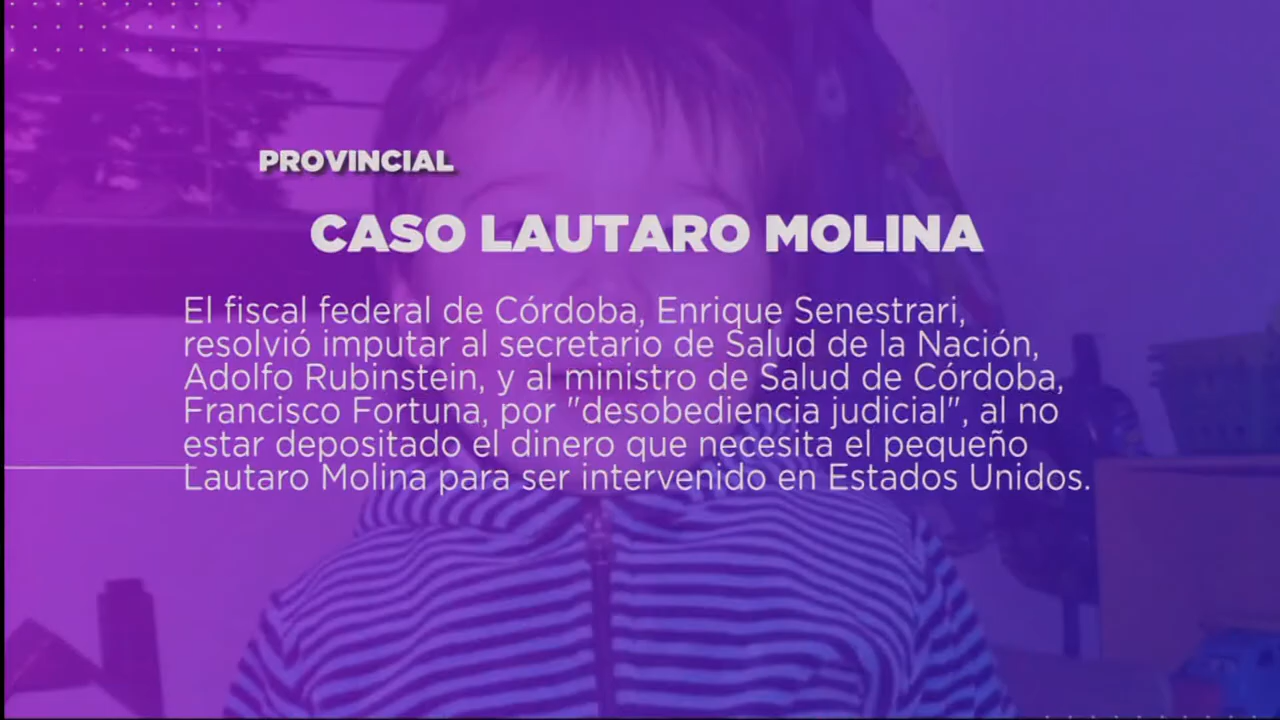 PROVINCIAL
CASO LAUTARO MOLINA
El fiscal federal de Córdoba, Enrique Senestrari,
resolvió imputar al secretario de Salud de la Nación,
Adolfo Rubinstein, y al ministro de Salud de Córdoba,
Francisco Fortuna, por "desobediencia judicial", al no
estar depositado el dinero que necesita el pequeño
Lautaro Molina para ser intervenido en Estados Unidos.